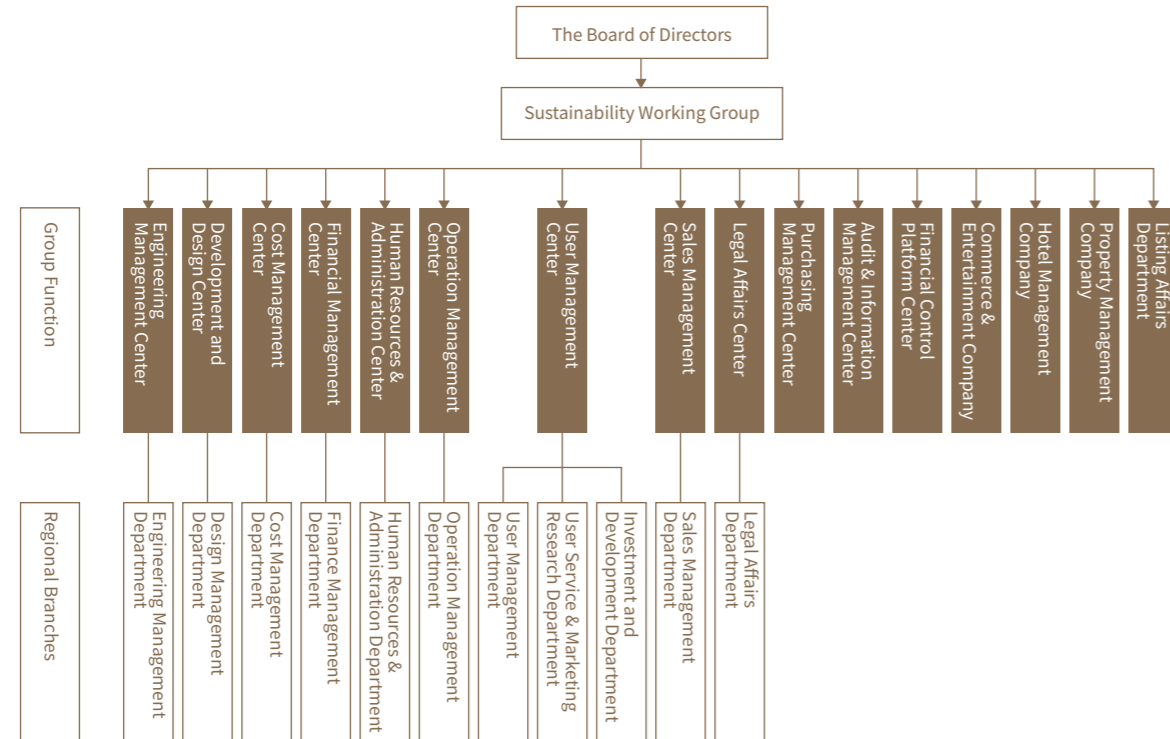 The Board of Directors
Sustainability Working Group
Group Function
Engineering
Management Center
Development and
Design Center
Cost Management
Center
Financial Management
Center
Human Resources &
Administration Center
Operation Management
Center
User Management
Center
Sales Management
Center
Legal Affairs Center
Purchasing
Management Center
Audit & Information
Management Center
Financial Control
Platform Center
Commerce &
Entertainment Company
Hotel Management
Company
Property Management
Company
Listing Affairs
Department
Regional Branches
Engineering Management
Department
Design Management
Department
Cost Management
Department
Finance Management
Department
Human Resources &
Administration Department
Operation Management
Department
User Management
Department
User Service & Marketing
Research Department
Investment and
Development Department
Sales Management
Department
Legal Affairs
Department